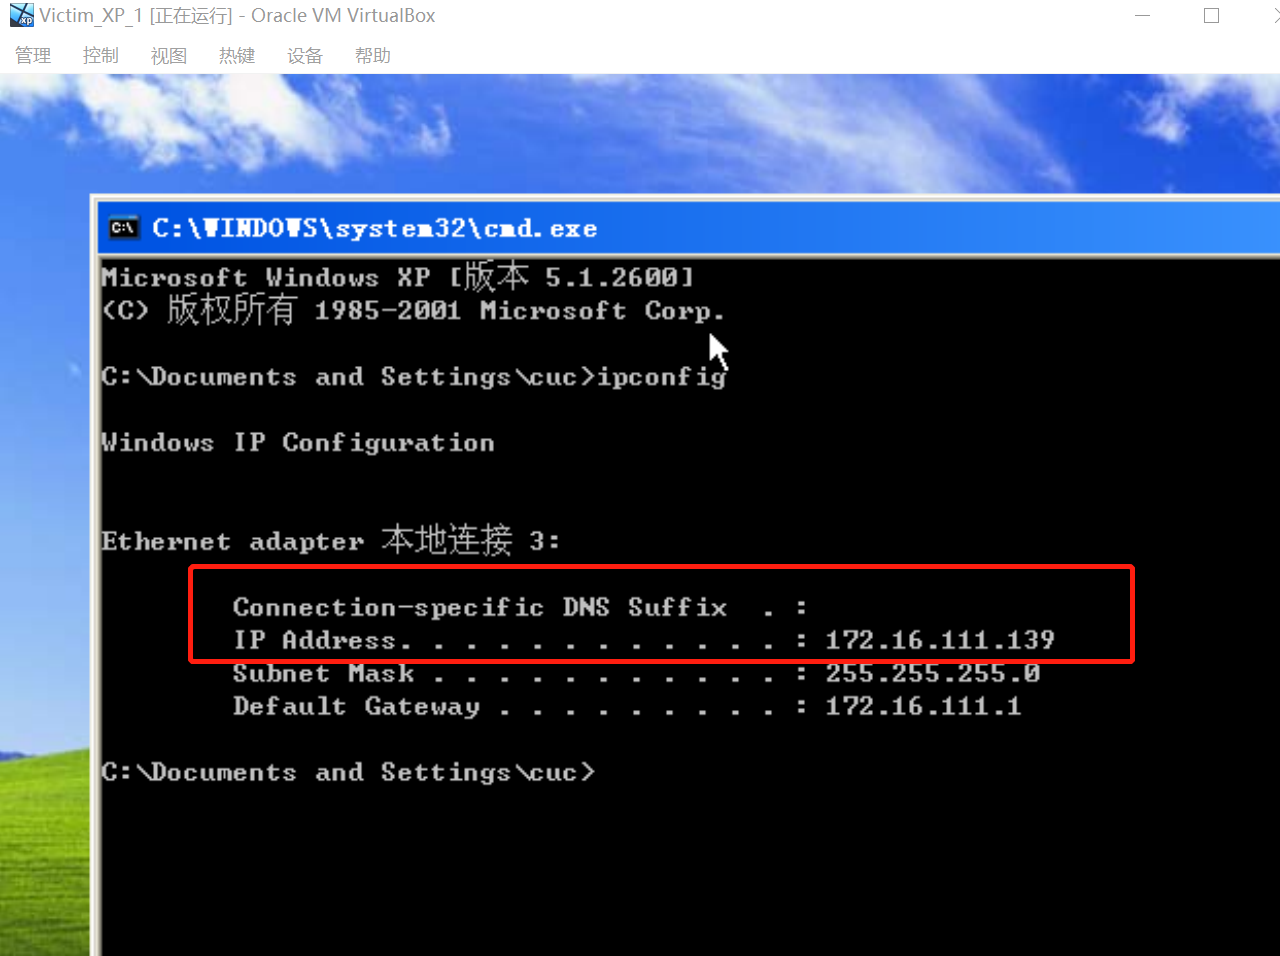 Victim_XP_1 [正在运行] - Oracle VM VirtualBox
管理 控制 视图 热键 设备 帮助
C:\WINDOWS\system32\cmd.exe
Microsoft Windows XP [版本 5.1.2600]
(C) 版权所有 1985-2001 Microsoft Corp.
C:\Documents and Settings\cuc>ipconfig
Windows IP Configuration
Ethernet adapter 本地连接 3:
Connection-specific DNS Suffix  . :
IP Address. . . . . . . . . . . . : 172.16.111.139
Subnet Mask . . . . . . . . . . . : 255.255.255.0
Default Gateway . . . . . . . . . : 172.16.111.1
C:\Documents and Settings\cuc>